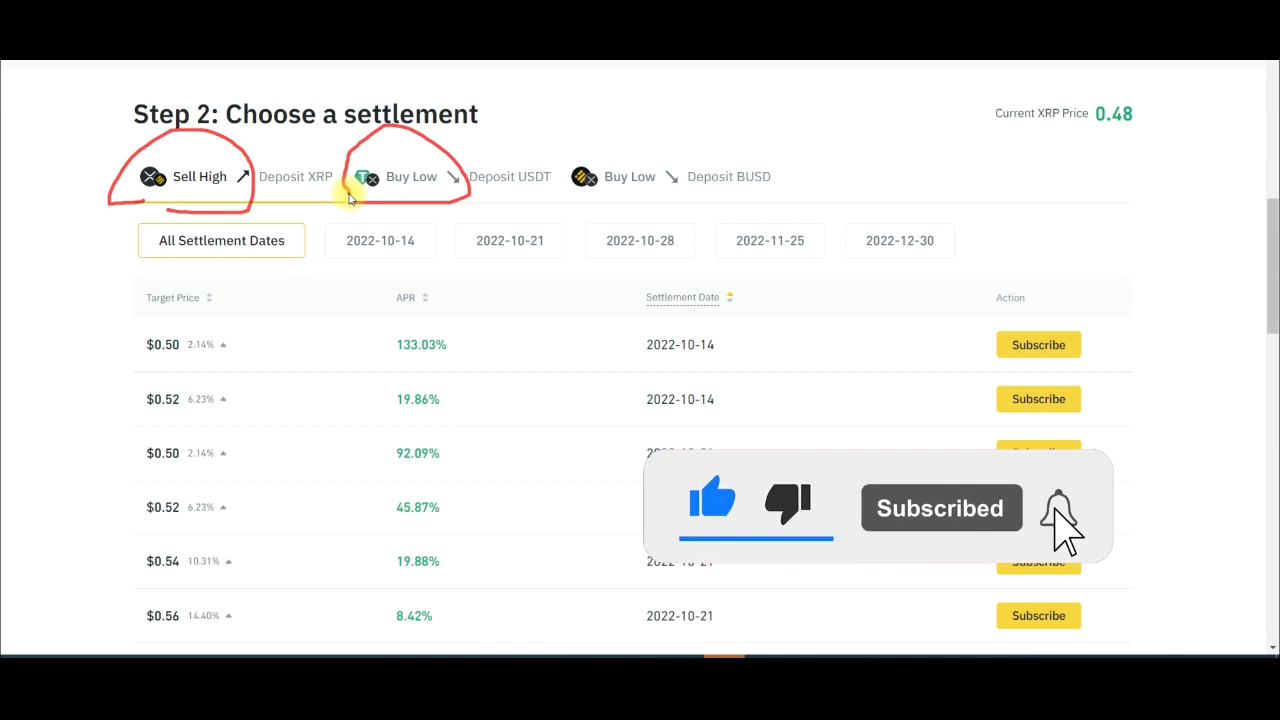 Step 2: Choose a settlement
Current XRP Price 0.48
Sell High Deposit XRP Buy Low Deposit USDT Buy Low Deposit BUSD
All Settlement Dates 2022-10-14 2022-10-21 2022-10-28 2022-11-25 2022-12-30
Target Price APR Settlement Date Action
$0.50 2.14% 133.03% 2022-10-14 Subscribe
$0.52 6.23% 19.86% 2022-10-14 Subscribe
$0.50 2.14% 92.09%
$0.52 6.23% 45.87%
Subscribed
$0.54 10.31% 19.88% 2022-10-21 Subscribe
$0.56 14.40% 8.42% 2022-10-21 Subscribe